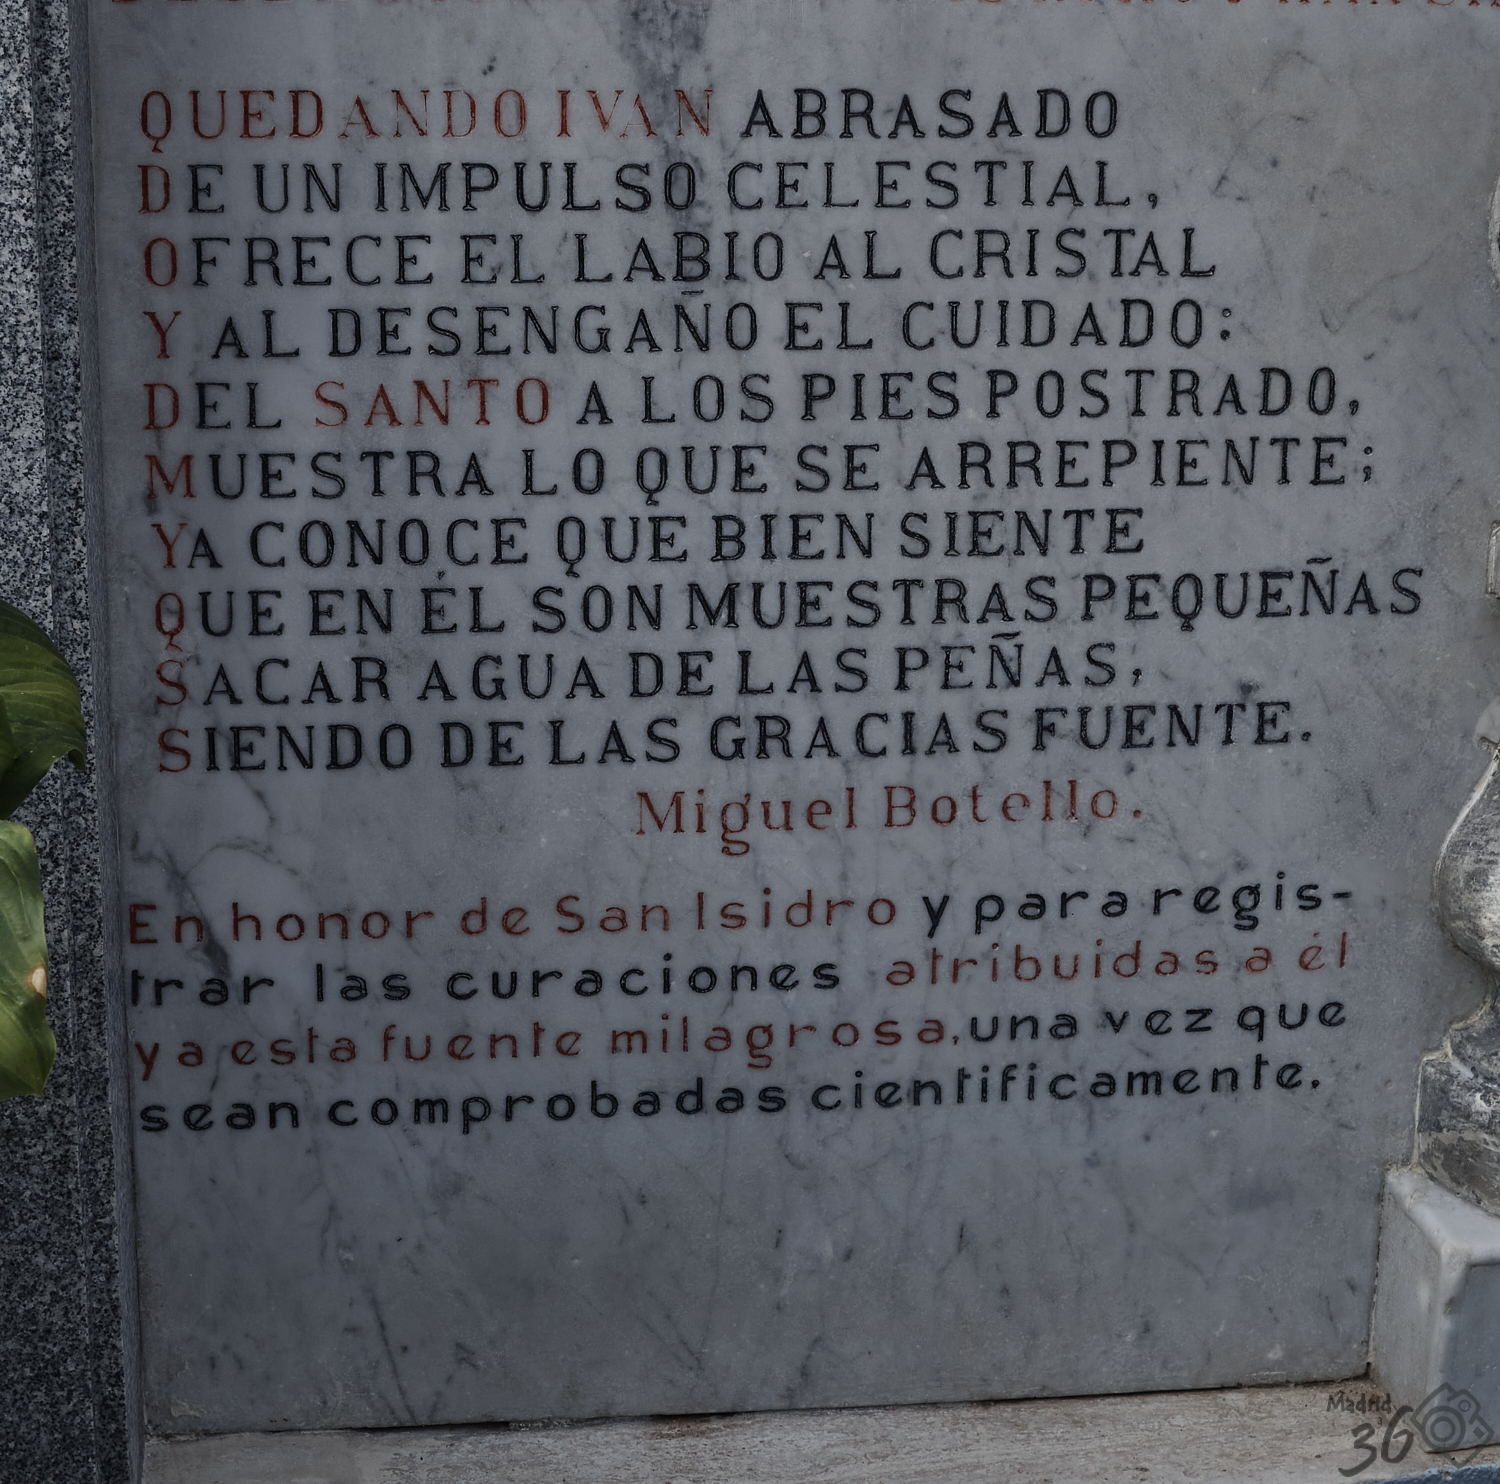 QUEDANDO IVAN ABRASADO
DE UN IMPULSO CELESTIAL,
OFRECE EL LABIO AL CRISTAL
Y AL DESENGAÑO EL CUIDADO:
DEL SANTO A LOS PIES POSTRADO,
MUESTRA LO QUE SE ARREPIENTE;
YA CONOCE QUE BIEN SIENTE
QUE EN ÉL SON MUESTRAS PEQUEÑAS
SACAR AGUA DE LAS PEÑAS,
SIENDO DE LAS GRACIAS FUENTE.
Miguel Botello.
En honor de San Isidro y para regis-
trar las curaciones atribuidas a él
y a esta fuente milagrosa, una vez que
sean comprobadas científicamente.
Madrid
36